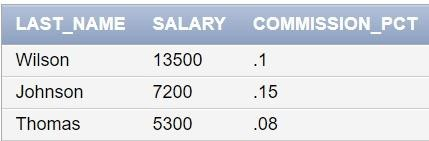 LAST_NAME SALARY COMMISSION_PCT
Wilson 13500 .1
Johnson 7200 .15
Thomas 5300 .08